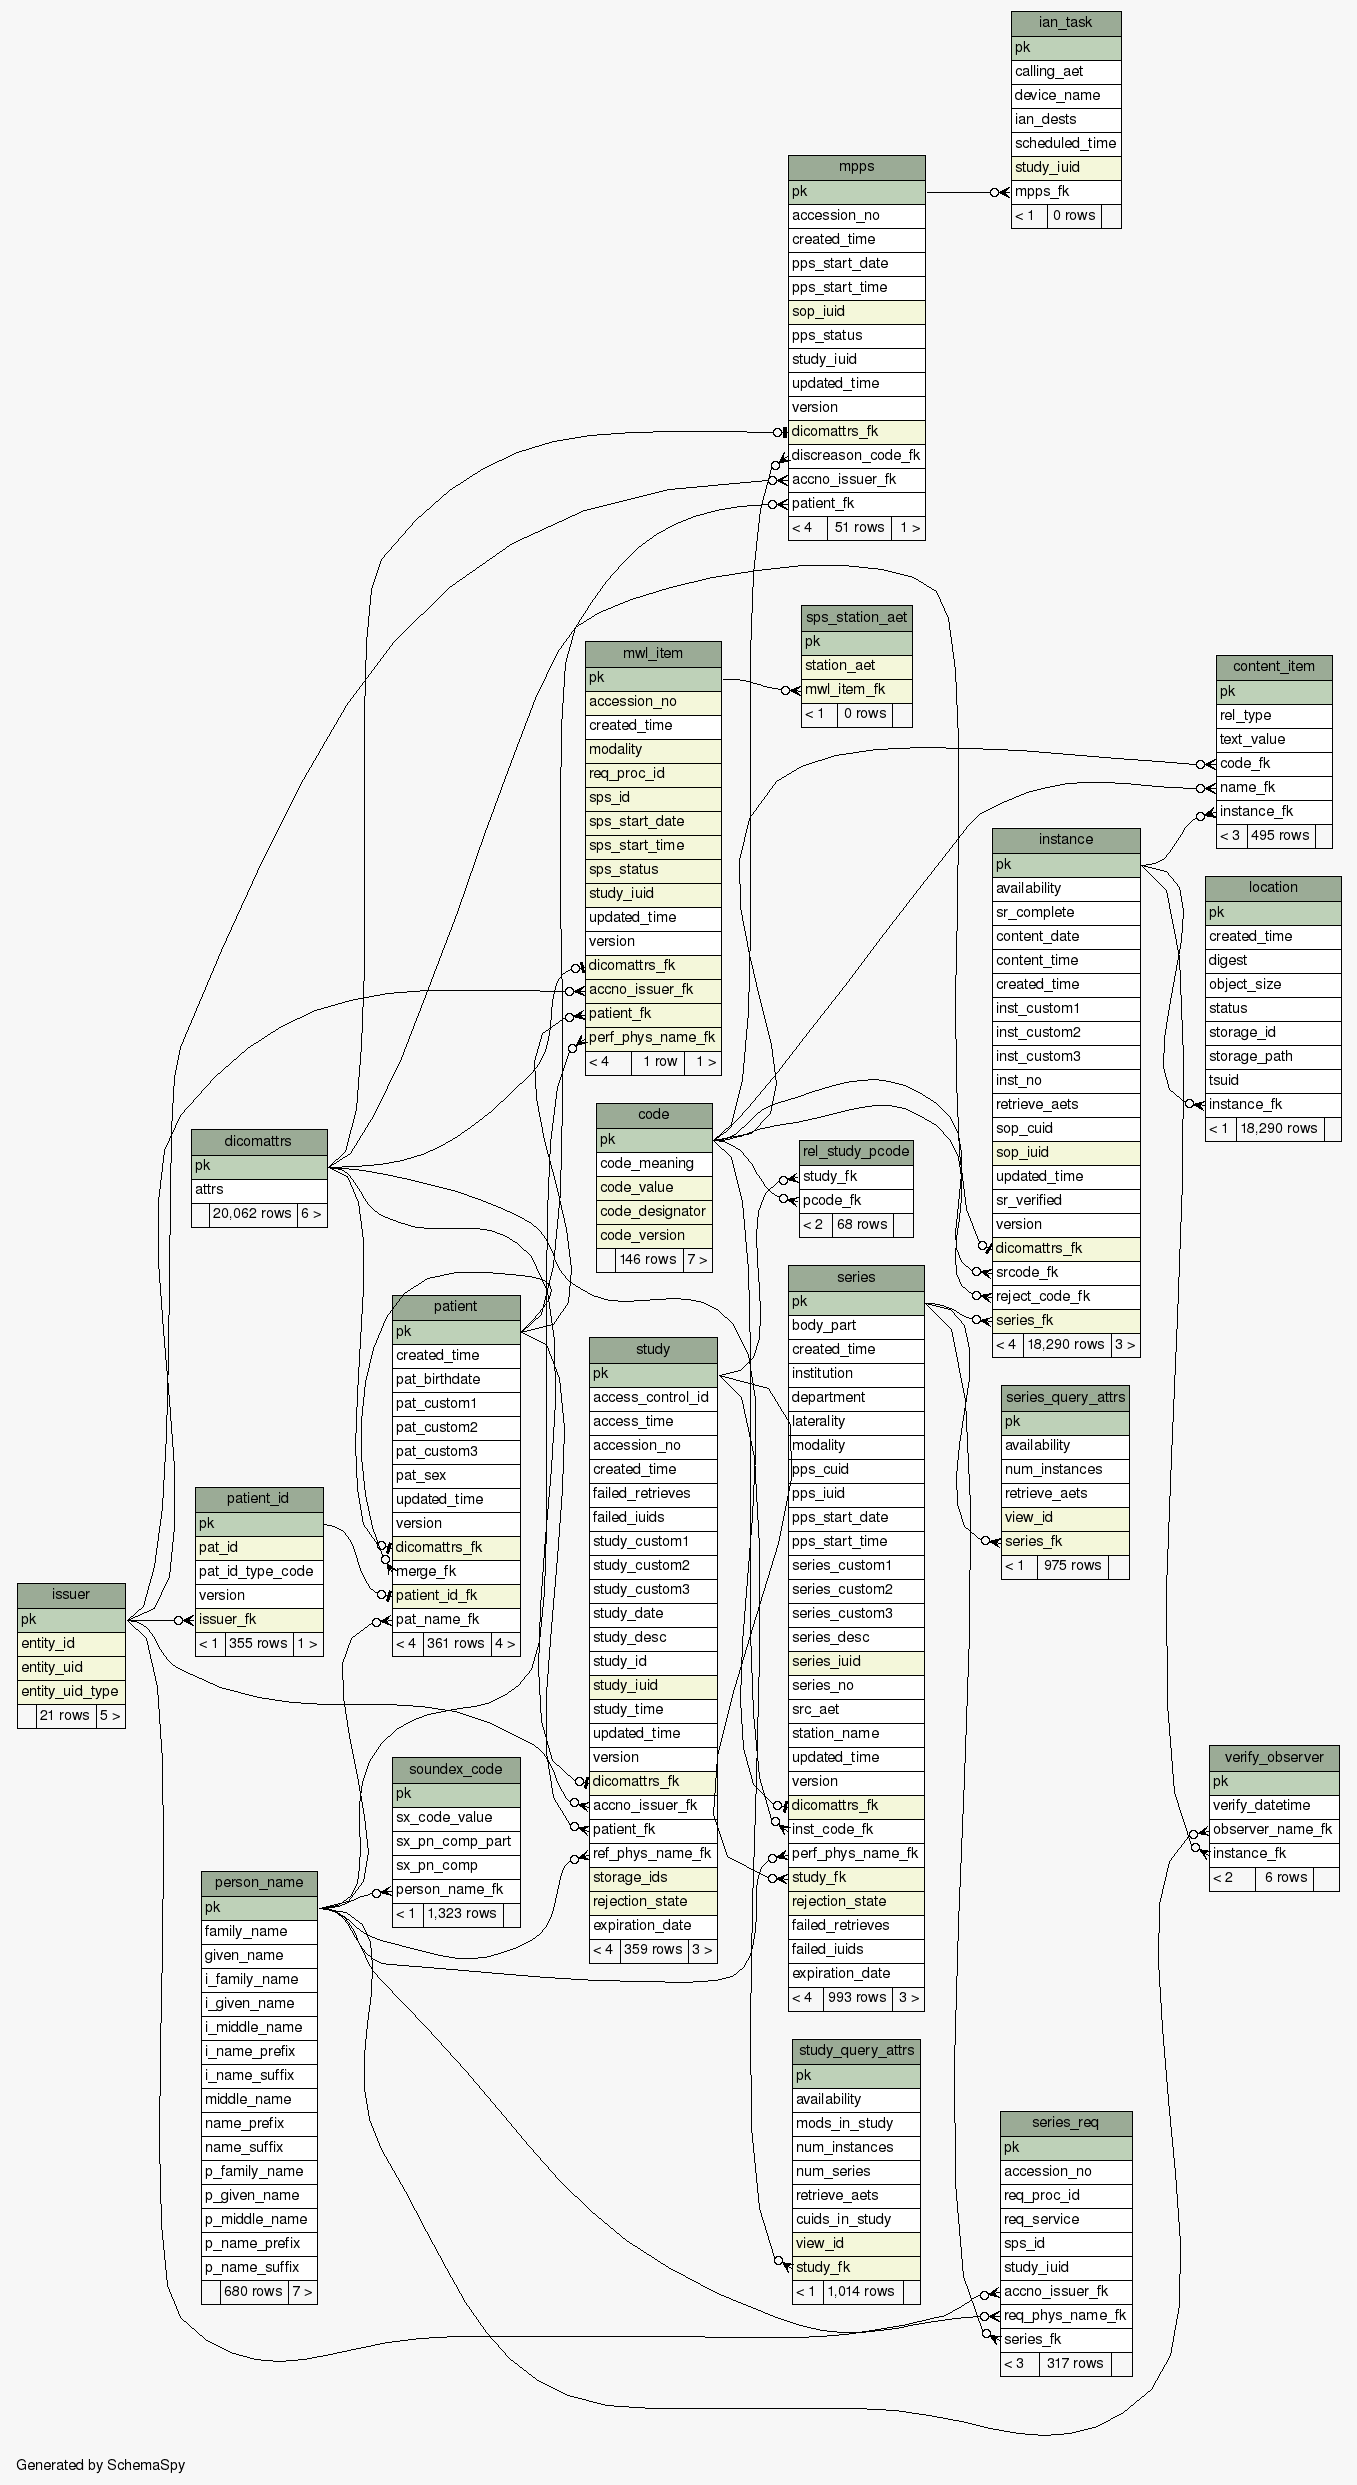 ian_task
pk
calling_aet
device_name
ian_dests
scheduled_time
study_iuid
mpps_fk
< 1 0 rows
mpps
pk
accession_no
created_time
pps_start_date
pps_start_time
sop_iuid
pps_status
study_iuid
updated_time
version
dicomattrs_fk
discreason_code_fk
accno_issuer_fk
patient_fk
< 4 51 rows 1 >
sps_station_aet
pk
station_aet
mwl_item_fk
< 1 0 rows
mwl_item
pk
accession_no
created_time
modality
req_proc_id
sps_id
sps_start_date
sps_start_time
sps_status
study_iuid
updated_time
version
dicomattrs_fk
accno_issuer_fk
patient_fk
perf_phys_name_fk
< 4 1 row 1 >
content_item
pk
rel_type
text_value
code_fk
name_fk
instance_fk
< 3 495 rows
instance
pk
availability
sr_complete
content_date
content_time
created_time
inst_custom1
inst_custom2
inst_custom3
inst_no
retrieve_aets
sop_cuid
sop_iuid
updated_time
sr_verified
version
dicomattrs_fk
srcode_fk
reject_code_fk
series_fk
< 4 18,290 rows 3 >
location
pk
created_time
digest
object_size
status
storage_id
storage_path
tsuid
instance_fk
< 1 18,290 rows
code
pk
code_meaning
code_value
code_designator
code_version
146 rows 7 >
dicomattrs
pk
attrs
20,062 rows 6 >
rel_study_pcode
study_fk
pcode_fk
< 2 68 rows
series
pk
body_part
created_time
institution
department
laterality
modality
pps_cuid
pps_iuid
pps_start_date
pps_start_time
series_custom1
series_custom2
series_custom3
series_desc
series_iuid
series_no
src_aet
station_name
updated_time
version
dicomattrs_fk
inst_code_fk
perf_phys_name_fk
study_fk
rejection_state
failed_retrieves
failed_iuids
expiration_date
< 4 993 rows 3 >
patient
pk
created_time
pat_birthdate
pat_custom1
pat_custom2
pat_custom3
pat_sex
updated_time
version
dicomattrs_fk
merge_fk
patient_id_fk
pat_name_fk
< 4 361 rows 4 >
study
pk
access_control_id
access_time
accession_no
created_time
failed_retrieves
failed_iuids
study_custom1
study_custom2
study_custom3
study_date
study_desc
study_id
study_iuid
study_time
updated_time
version
dicomattrs_fk
accno_issuer_fk
patient_fk
ref_phys_name_fk
storage_ids
rejection_state
expiration_date
< 4 359 rows 3 >
series_query_attrs
pk
availability
num_instances
retrieve_aets
view_id
series_fk
< 1 975 rows
patient_id
pk
pat_id
pat_id_type_code
version
issuer_fk
< 1 355 rows 1 >
issuer
pk
entity_id
entity_uid
entity_uid_type
21 rows 5 >
soundex_code
pk
sx_code_value
sx_pn_comp_part
sx_pn_comp
person_name_fk
< 1 1,323 rows
verify_observer
pk
verify_datetime
observer_name_fk
instance_fk
< 2 6 rows
person_name
pk
family_name
given_name
i_family_name
i_given_name
i_middle_name
i_name_prefix
i_name_suffix
middle_name
name_prefix
name_suffix
p_family_name
p_given_name
p_middle_name
p_name_prefix
p_name_suffix
680 rows 7 >
study_query_attrs
pk
availability
mods_in_study
num_instances
num_series
retrieve_aets
cuids_in_study
view_id
study_fk
< 1 1,014 rows
series_req
pk
accession_no
req_proc_id
req_service
sps_id
study_iuid
accno_issuer_fk
req_phys_name_fk
series_fk
< 3 317 rows
Generated by SchemaSpy